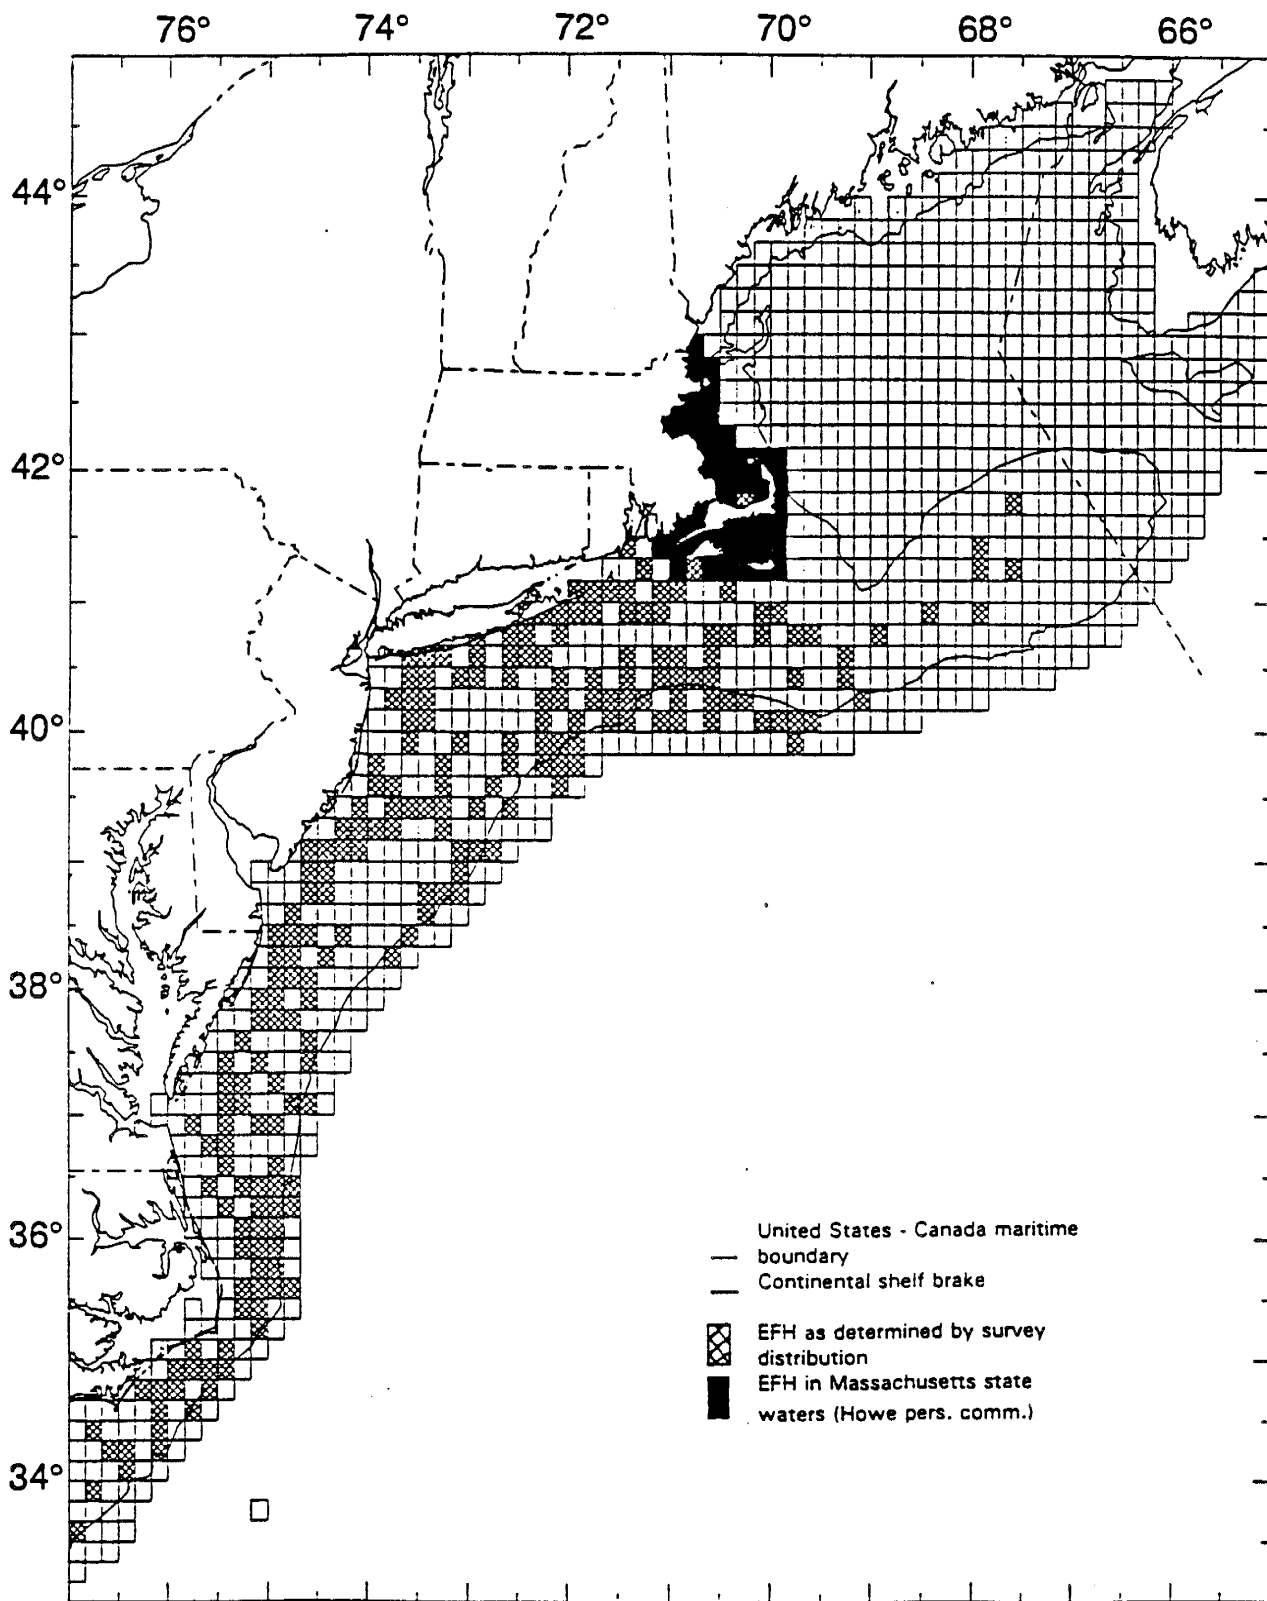 76° 74° 72° 70° 68° 66°
44°
42°
40°
38°
36°
34°
United States - Canada maritime
boundary
Continental shelf brake
EFH as determined by survey
distribution
EFH in Massachusetts state
waters (Howe pers. comm.)